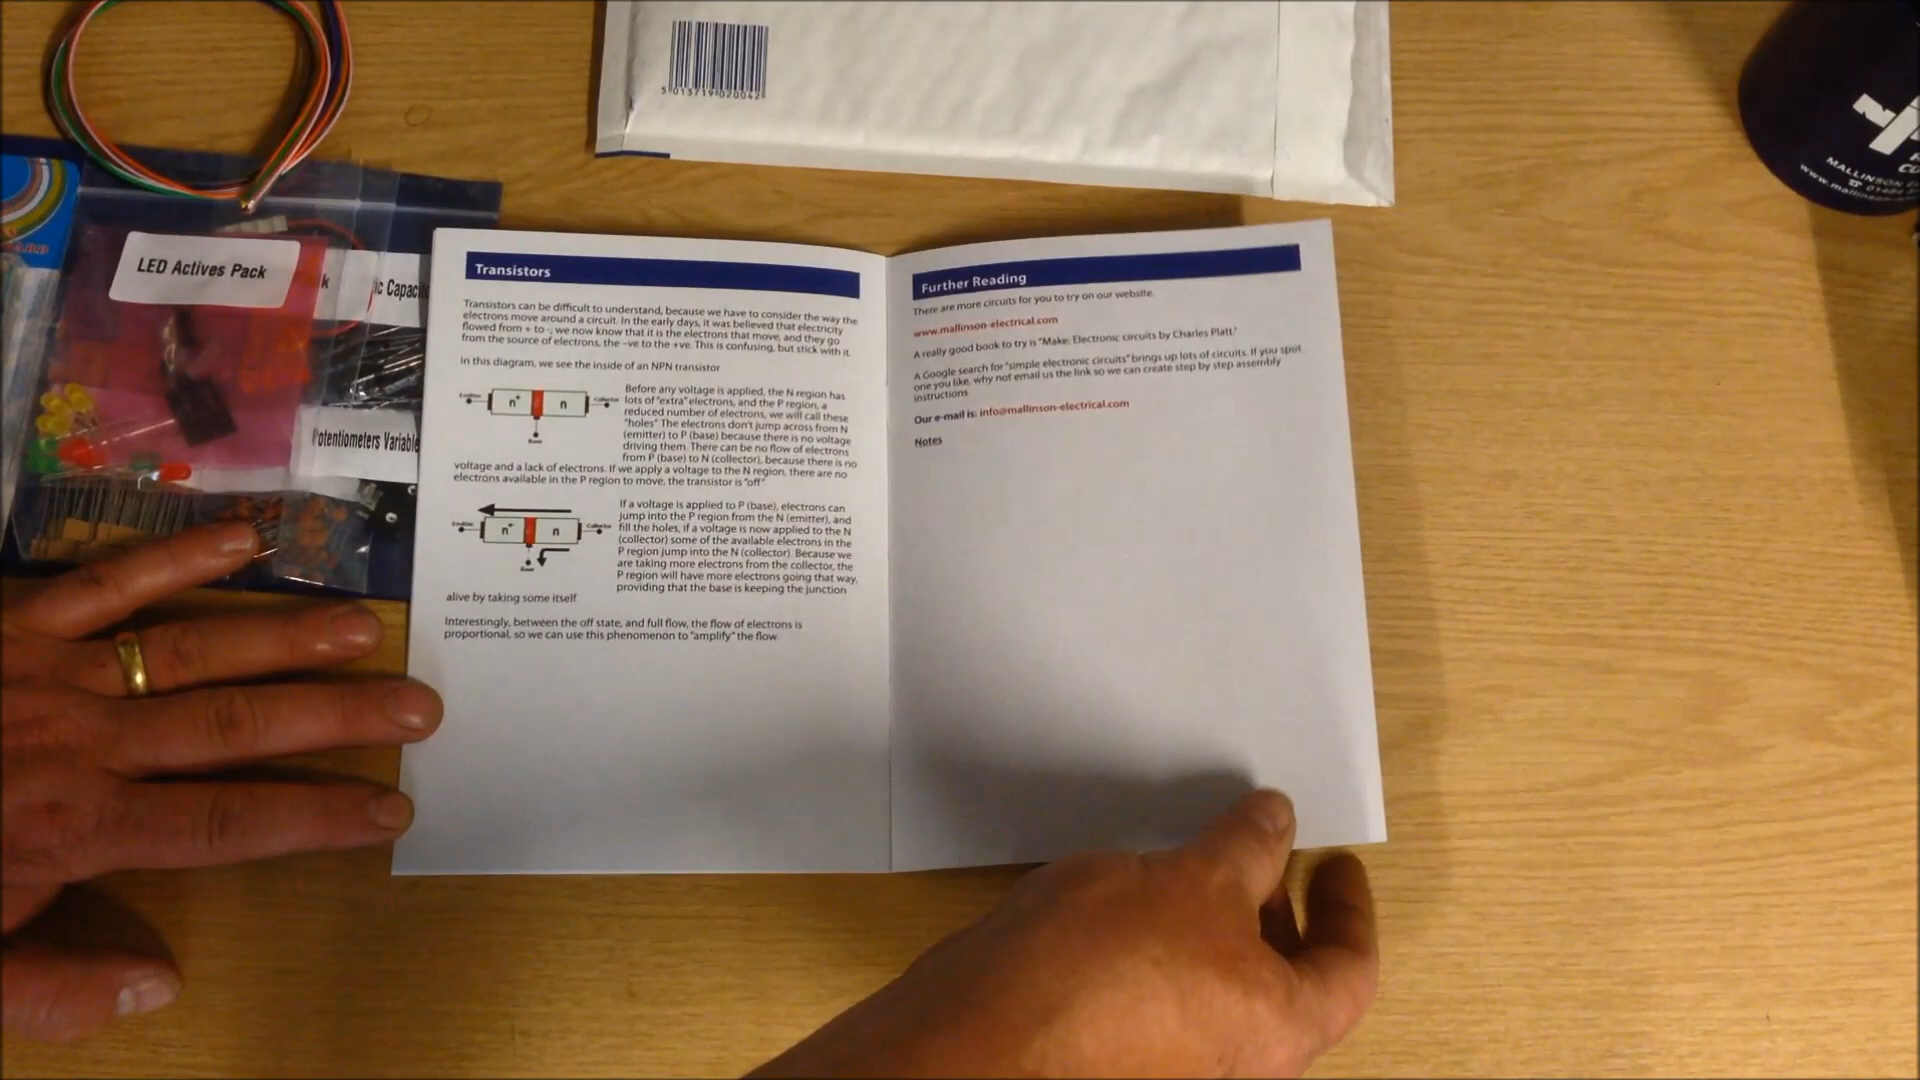 5 013719 020042
LED Actives Pack
k
ic Capacit
Potentiometers Variable
Transistors
Transistors can be difficult to understand, because we have to consider the way the
electrons move around a circuit. In the early days, it was believed that electricity
flowed from + to -, we now know that it is the electrons that move, and they go
from the source of electrons, the -ve to the +ve. This is confusing, but stick with it.
In this diagram, we see the inside of an NPN transistor
Emitter
n+
n
Collector
Base
Before any voltage is applied, the N region has
lots of "extra" electrons, and the P region, a
reduced number of electrons, we will call these
"holes" The electrons don't jump across from N
(emitter) to P (base) because there is no voltage
driving them. There can be no flow of electrons
from P (base) to N (collector), because there is no
voltage and a lack of electrons. If we apply a voltage to the N region, there are no
electrons available in the P region to move, the transistor is "off"
Emitter
n+
n
Collector
Base
If a voltage is applied to P (base), electrons can
jump into the P region from the N (emitter), and
fill the holes, if a voltage is now applied to the N
(collector) some of the available electrons in the
P region jump into the N (collector). Because we
are taking more electrons from the collector, the
P region will have more electrons going that way,
providing that the base is keeping the junction
alive by taking some itself
Interestingly, between the off state, and full flow, the flow of electrons is
proportional, so we can use this phenomenon to "amplify" the flow
Further Reading
There are more circuits for you to try on our website.
www.mallinson-electrical.com
A really good book to try is "Make: Electronic circuits by Charles Platt."
A Google search for "simple electronic circuits" brings up lots of circuits. If you spot
one you like, why not email us the link so we can create step by step assembly
instructions
Our e-mail is: info@mallinson-electrical.com
Notes
MALLINSON
www.mallinson